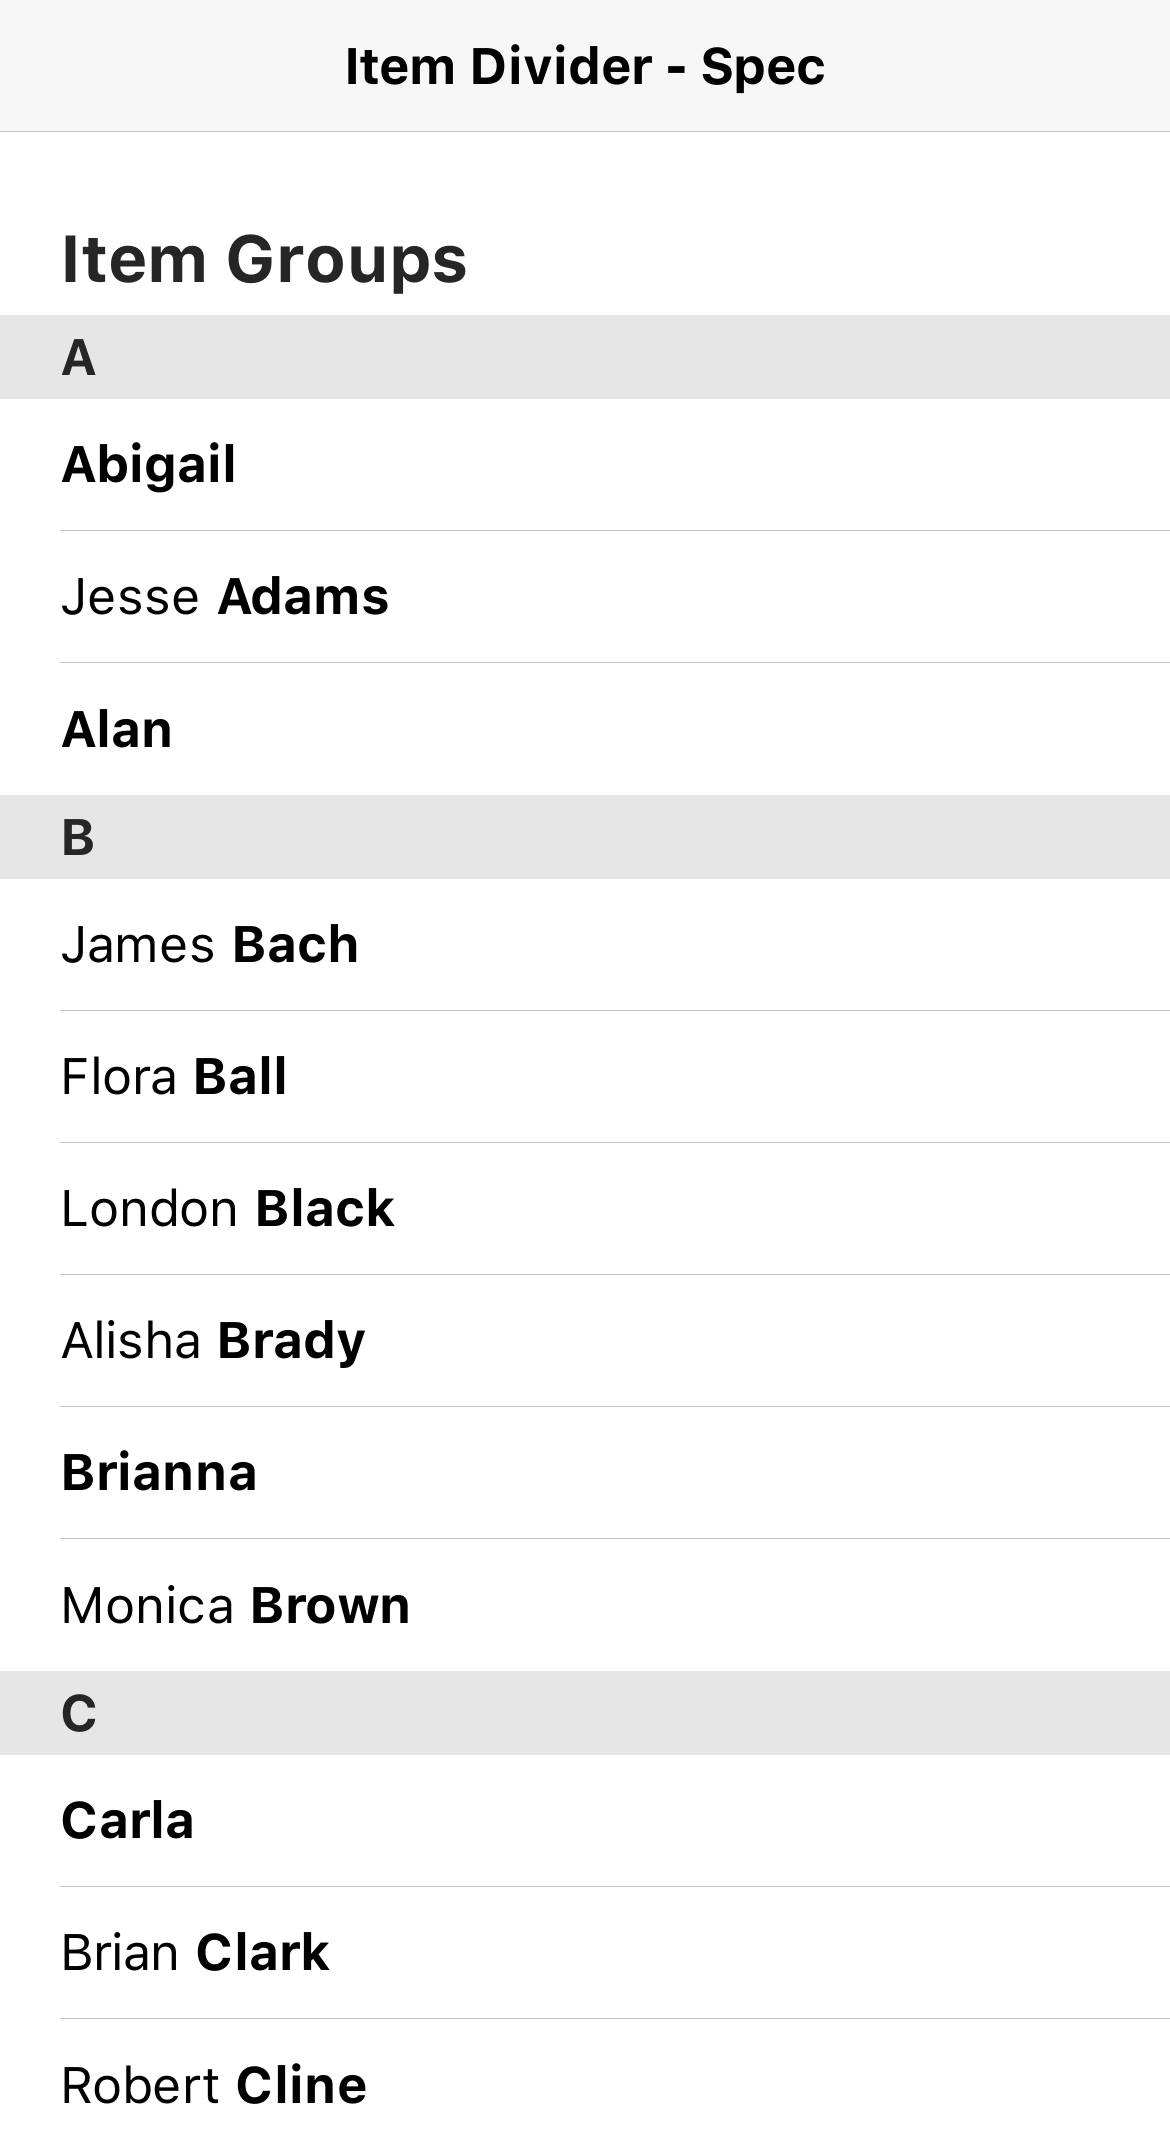 Item Divider - Spec
Item Groups
A
Abigail
Jesse Adams
Alan
B
James Bach
Flora Ball
London Black
Alisha Brady
Brianna
Monica Brown
C
Carla
Brian Clark
Robert Cline